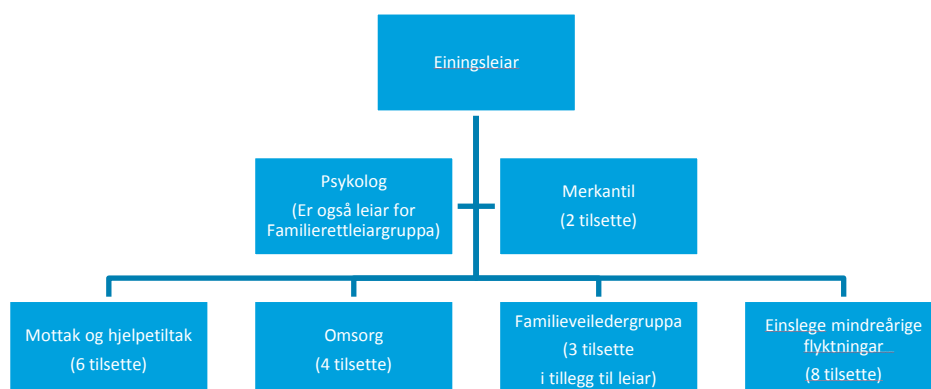 Einingsleiar
Psykolog
(Er også leiar for
Familierettleiargruppa)
Merkantil
(2 tilsette)
Mottak og hjelpetiltak
(6 tilsette)
Omsorg
(4 tilsette)
Familieveiledergruppa
(3 tilsette
i tillegg til leiar)
Einslege mindreårige
flyktningar
(8 tilsette)